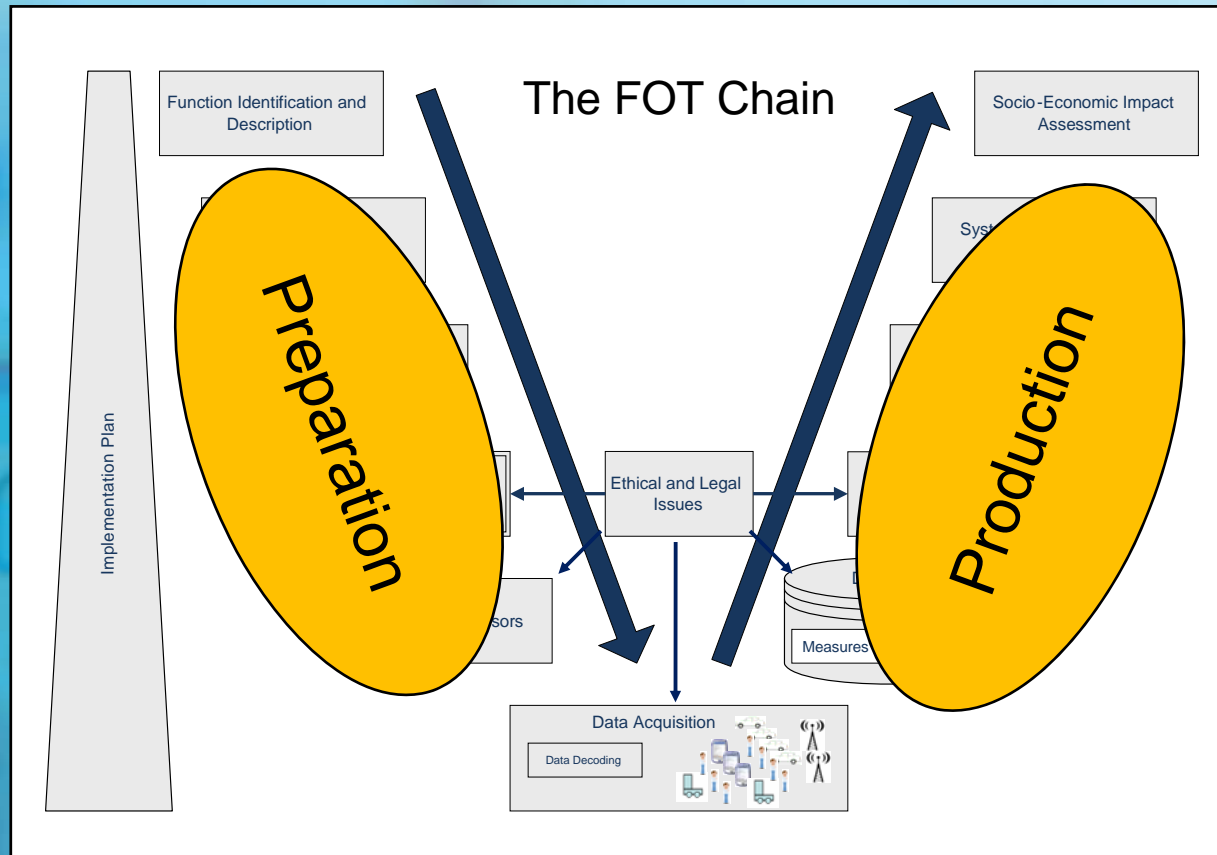 The FOT Chain
Function Identification and
Description
Socio-Economic Impact
Assessment
Implementation Plan
Preparation
Production
Ethical and Legal
Issues
Measures
Data Acquisition
Data Decoding